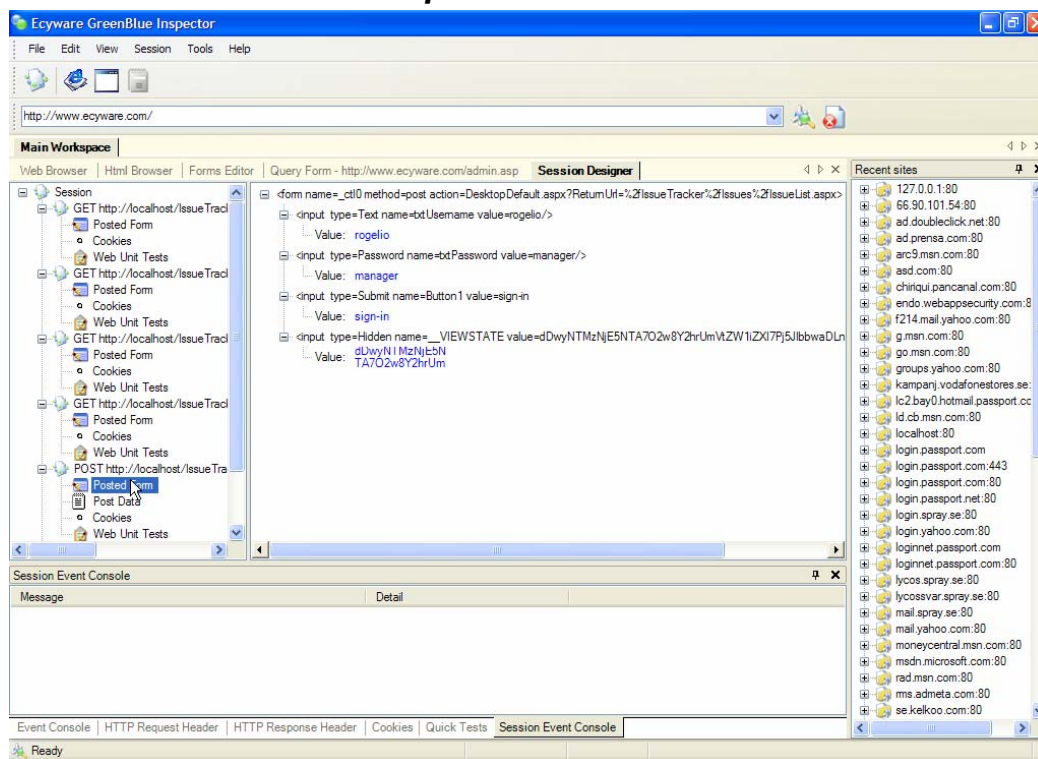 Ecyware GreenBlue Inspector
File Edit View Session Tools Help
http://www.ecyware.com/
Main Workspace
Web Browser Html Browser Forms Editor Query Form - http://www.ecyware.com/admin.asp Session Designer
Session
GET http://localhost/IssueTracl
Posted Form
Cookies
Web Unit Tests
GET http://localhost/IssueTracl
Posted Form
Cookies
Web Unit Tests
GET http://localhost/IssueTracl
Posted Form
Cookies
Web Unit Tests
GET http://localhost/IssueTracl
Posted Form
Cookies
Web Unit Tests
POST http://localhost/IssueTra
Posted Form
Post Data
Cookies
Web Unit Tests
<form name=_ctl0 method=post action=DesktopDefault.aspx?ReturnUrl=%2fIssueTracker%2fIssues%2fIssueList.aspx>
<input type=Text name=txtUsername value=rogelio/>
Value: rogelio
<input type=Password name=txtPassword value=manager/>
Value: manager
<input type=Submit name=Button1 value=sign-in
Value: sign-in
<input type=Hidden name=__VIEWSTATE value=dDwyNTMzNjE5NTA7O2w8Y2hrUmVtZW1iZXI7Pj5JlbbwaDLn
Value: dDwyNTMzNjE5N
TA7O2w8Y2hrUm
Recent sites
127.0.0.1:80
66.90.101.54:80
ad.doubleclick.net:80
ad.prensa.com:80
arc9.msn.com:80
asd.com:80
chiriqui.pancanal.com:80
endo.webappsecurity.com:8
f214.mail.yahoo.com:80
g.msn.com:80
go.msn.com:80
groups.yahoo.com:80
kampanj.vodafonestores.se:
lc2.bay0.hotmail.passport.cc
ld.cb.msn.com:80
localhost:80
login.passport.com
login.passport.com:443
login.passport.com:80
login.passport.net:80
login.spray.se:80
login.yahoo.com:80
loginnet.passport.com
loginnet.passport.com:80
lycos.spray.se:80
lycossvar.spray.se:80
mail.spray.se:80
mail.yahoo.com:80
moneycentral.msn.com:80
msdn.microsoft.com:80
rad.msn.com:80
rms.admeta.com:80
se.kelkoo.com:80
Session Event Console
Message Detail
Event Console HTTP Request Header HTTP Response Header Cookies Quick Tests Session Event Console
Ready